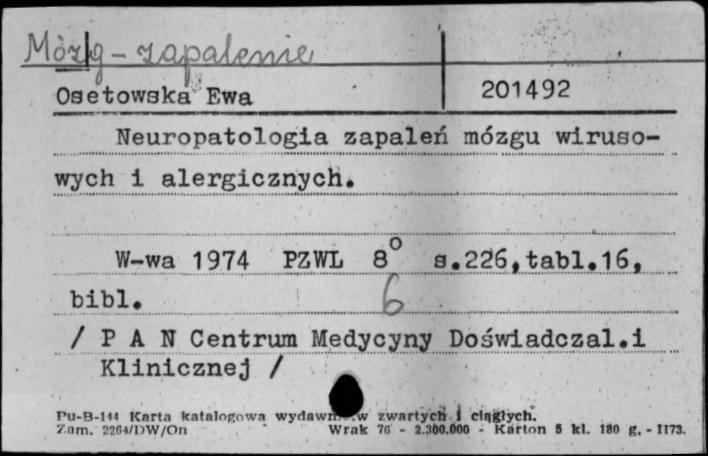 Mózg - zapalenie
Osetowska Ewa 201492
Neuropatologia zapaleń mózgu wiruso-
wych i alergicznych.
W-wa 1974 PZWL 8° s.226,tabl.16,
bibl. 6
/ P A N Centrum Medycyny Doświadczal.i
Klinicznej /
Pu-B-144 Karta katalogowa zwartych i ciągłych.
Zam. 2264/DW/On Wrak 76 - 2.300.000 - Karton 5 kl. 180 g. - 1173.